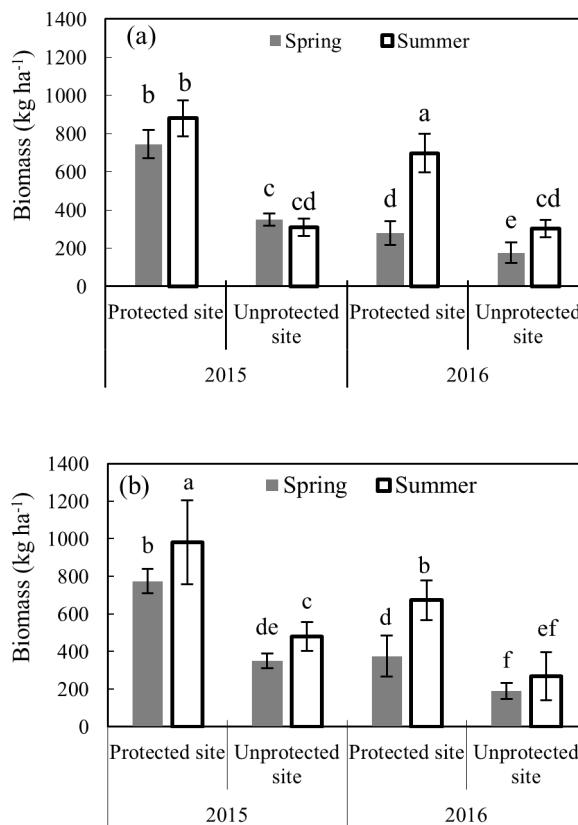 (a)
Spring Summer
Biomass (kg ha⁻¹)
1400
1200
1000
800
600
400
200
0
b b c cd d a e cd
Protected site Unprotected site Protected site Unprotected site
2015 2016
(b)
Spring Summer
Biomass (kg ha⁻¹)
1400
1200
1000
800
600
400
200
0
b a de c d b f ef
Protected site Unprotected site Protected site Unprotected site
2015 2016